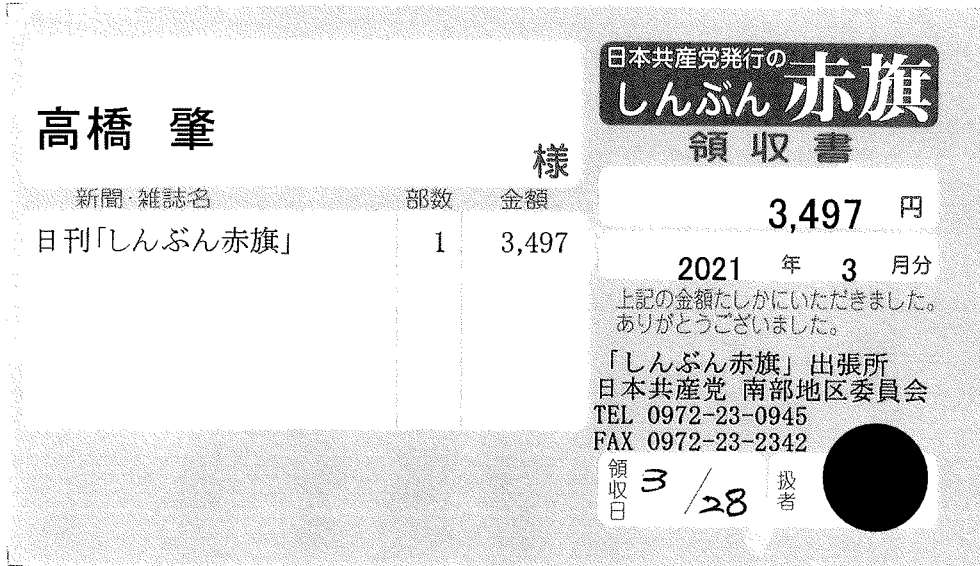 高橋 肇 様
新聞・雑誌名 部数 金額
日刊「しんぶん赤旗」 1 3,497
日本共産党発行の
しんぶん赤旗
領収書
3,497 円
2021 年 3 月分
上記の金額たしかにいただきました。
ありがとうございました。
「しんぶん赤旗」出張所
日本共産党 南部地区委員会
TEL 0972-23-0945
FAX 0972-23-2342
領収日 3/28 扱者